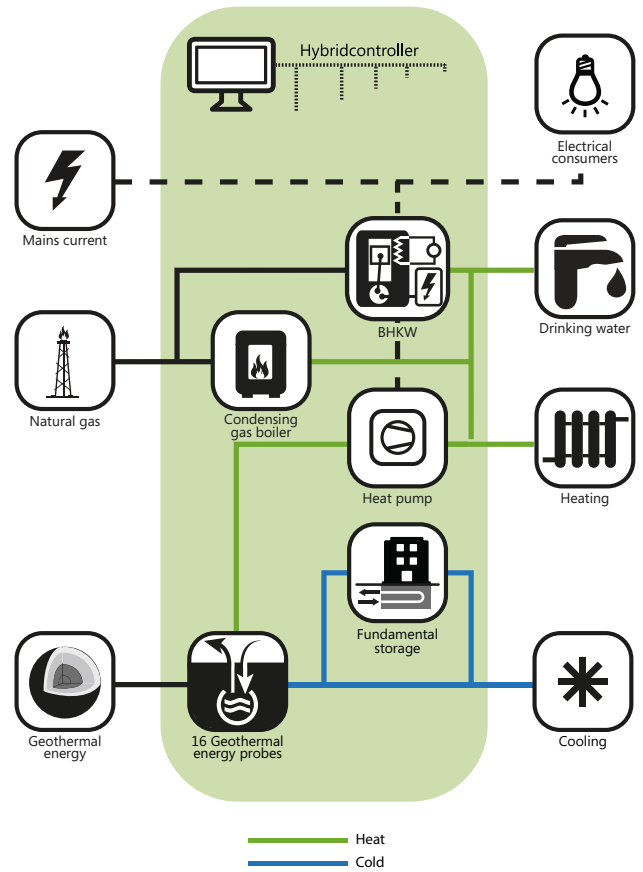 Hybridcontroller
Electrical
consumers
Mains current
BHKW
Drinking water
Natural gas
Condensing
gas boiler
Heat pump
Heating
Fundamental
storage
Geothermal
energy
16 Geothermal
energy probes
Cooling
Heat
Cold